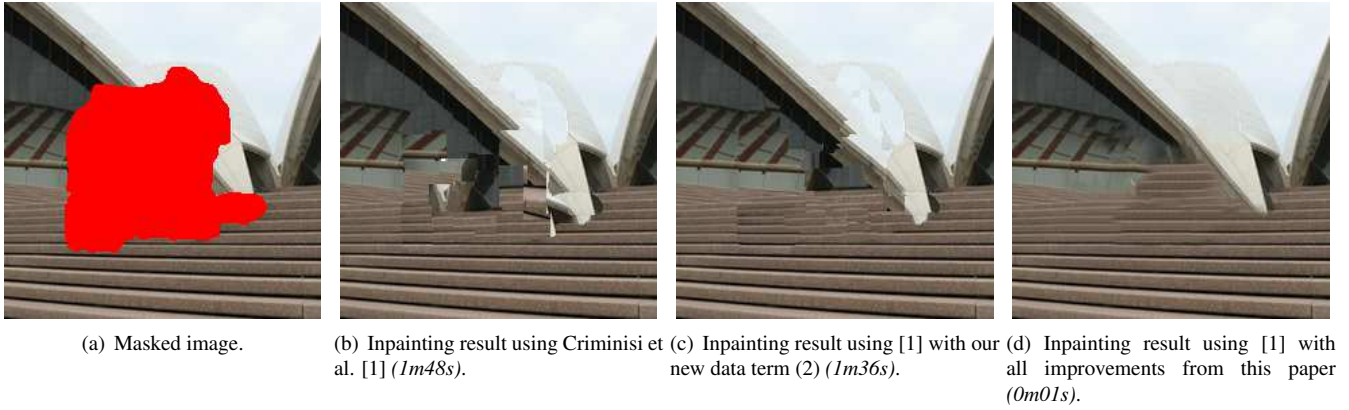 (a) Masked image.
(b) Inpainting result using Criminisi et
al. [1] (1m48s).
(c) Inpainting result using [1] with our
new data term (2) (1m36s).
(d) Inpainting result using [1] with
all improvements from this paper
(0m01s).